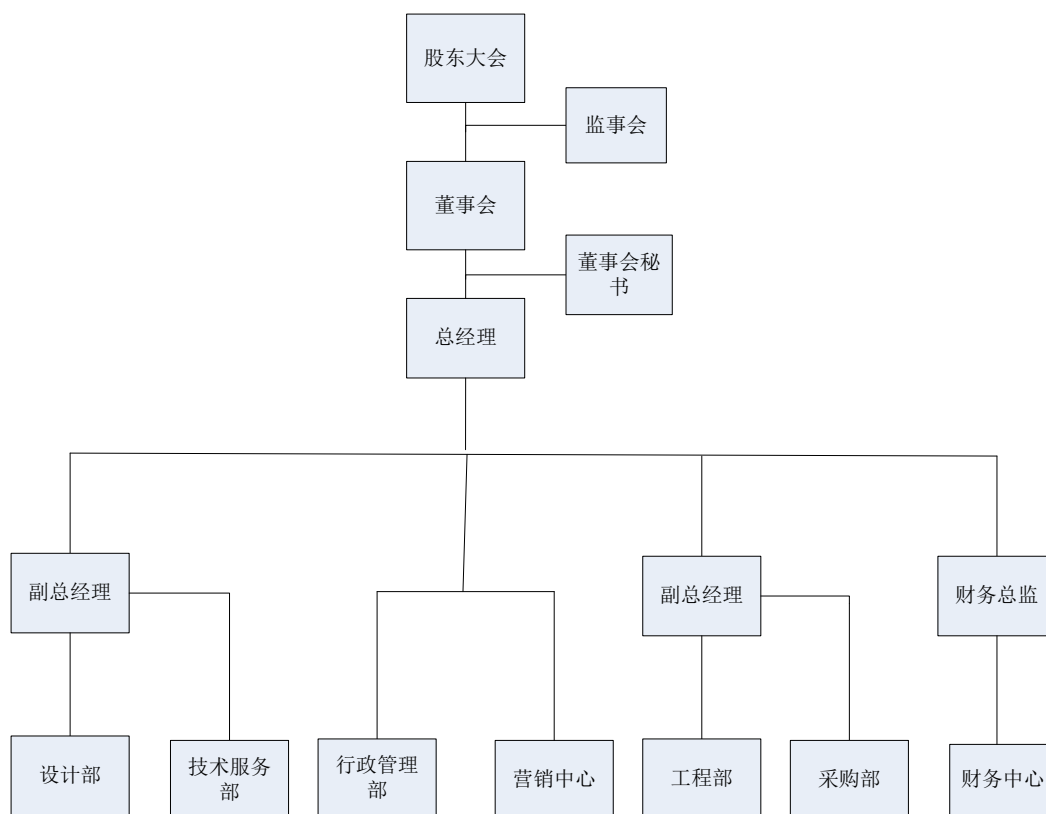 股东大会
监事会
董事会
董事会秘
书
总经理
副总经理
副总经理
财务总监
设计部
技术服务
部
行政管理
部
营销中心
工程部
采购部
财务中心